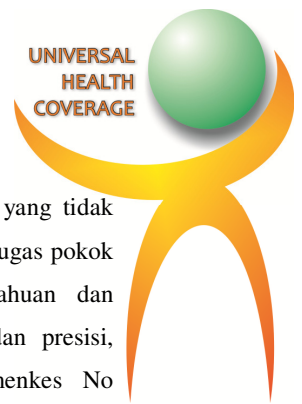 UNIVERSAL
HEALTH
COVERAGE
yang tidak
ugas pokok
ahuan dan
dan presisi,
menkes No